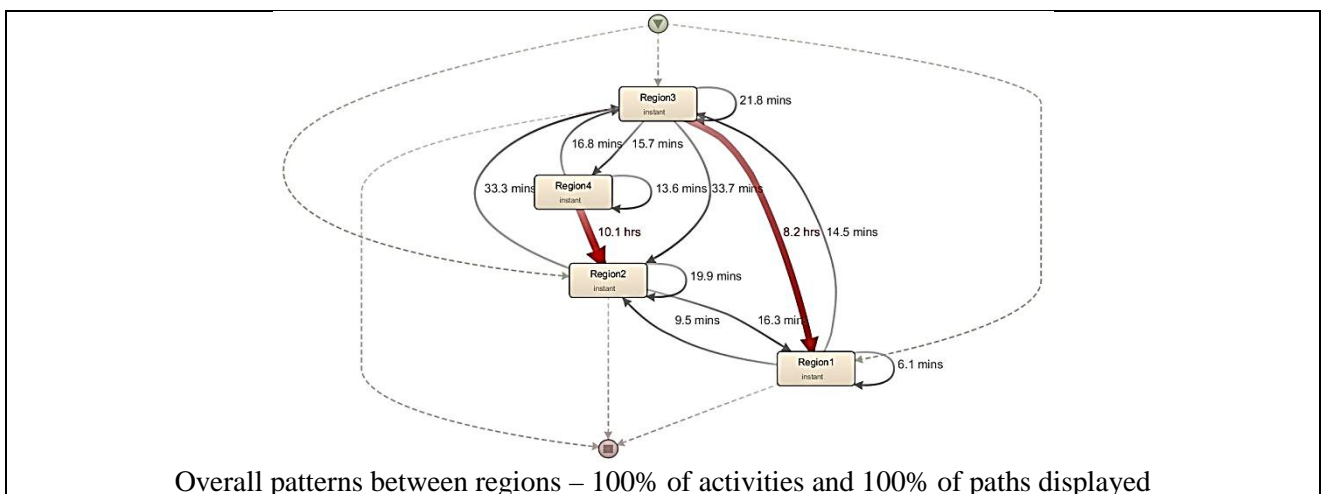 Region3
instant
21.8 mins
16.8 mins
15.7 mins
Region4
instant
33.3 mins
13.6 mins
33.7 mins
10.1 hrs
8.2 hrs
14.5 mins
Region2
instant
19.9 mins
9.5 mins
16.3 mins
Region1
instant
6.1 mins
Overall patterns between regions – 100% of activities and 100% of paths displayed